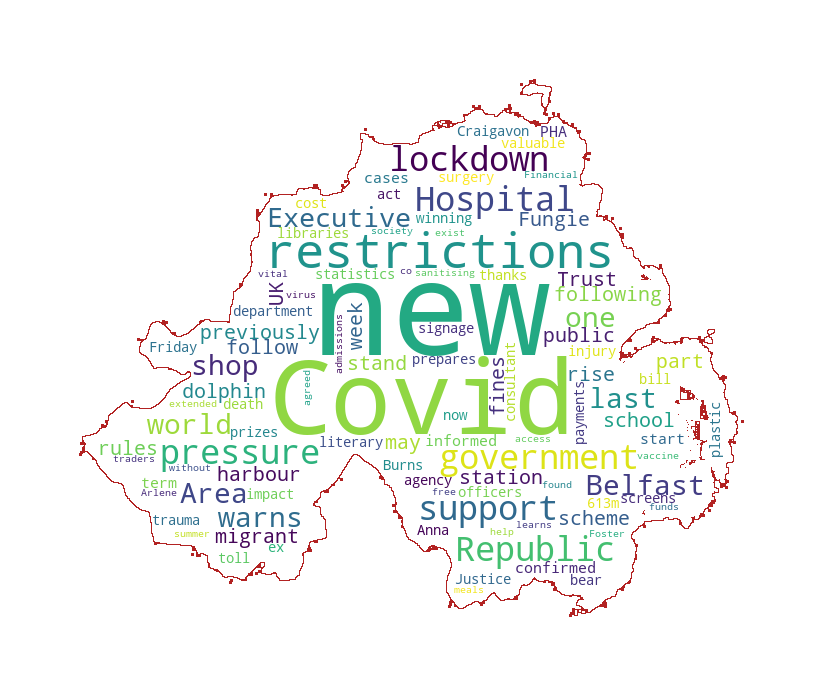 Craigavon PHA
valuable
lockdown
cases surgery Financial
act
Hospital
cost Executive winning Fungie
libraries society exist
restrictions
vital statistics co sanitising thanks Trust
UK virus new following
department week admissions signage one
previously public
Friday follow prepares injury
shop stand fines consultant rise part
Covid
dolphin agreed payments last bill
extended death now school
world prizes start plastic
rules literary may informed access
pressure government vaccine
traders without Burns
term harbour agency station Belfast
Arlene Area impact free officers found screens
613m funds
trauma warns support scheme
Anna learns
summer migrant help Foster
toll ex Republic
confirmed
Justice bear
meals